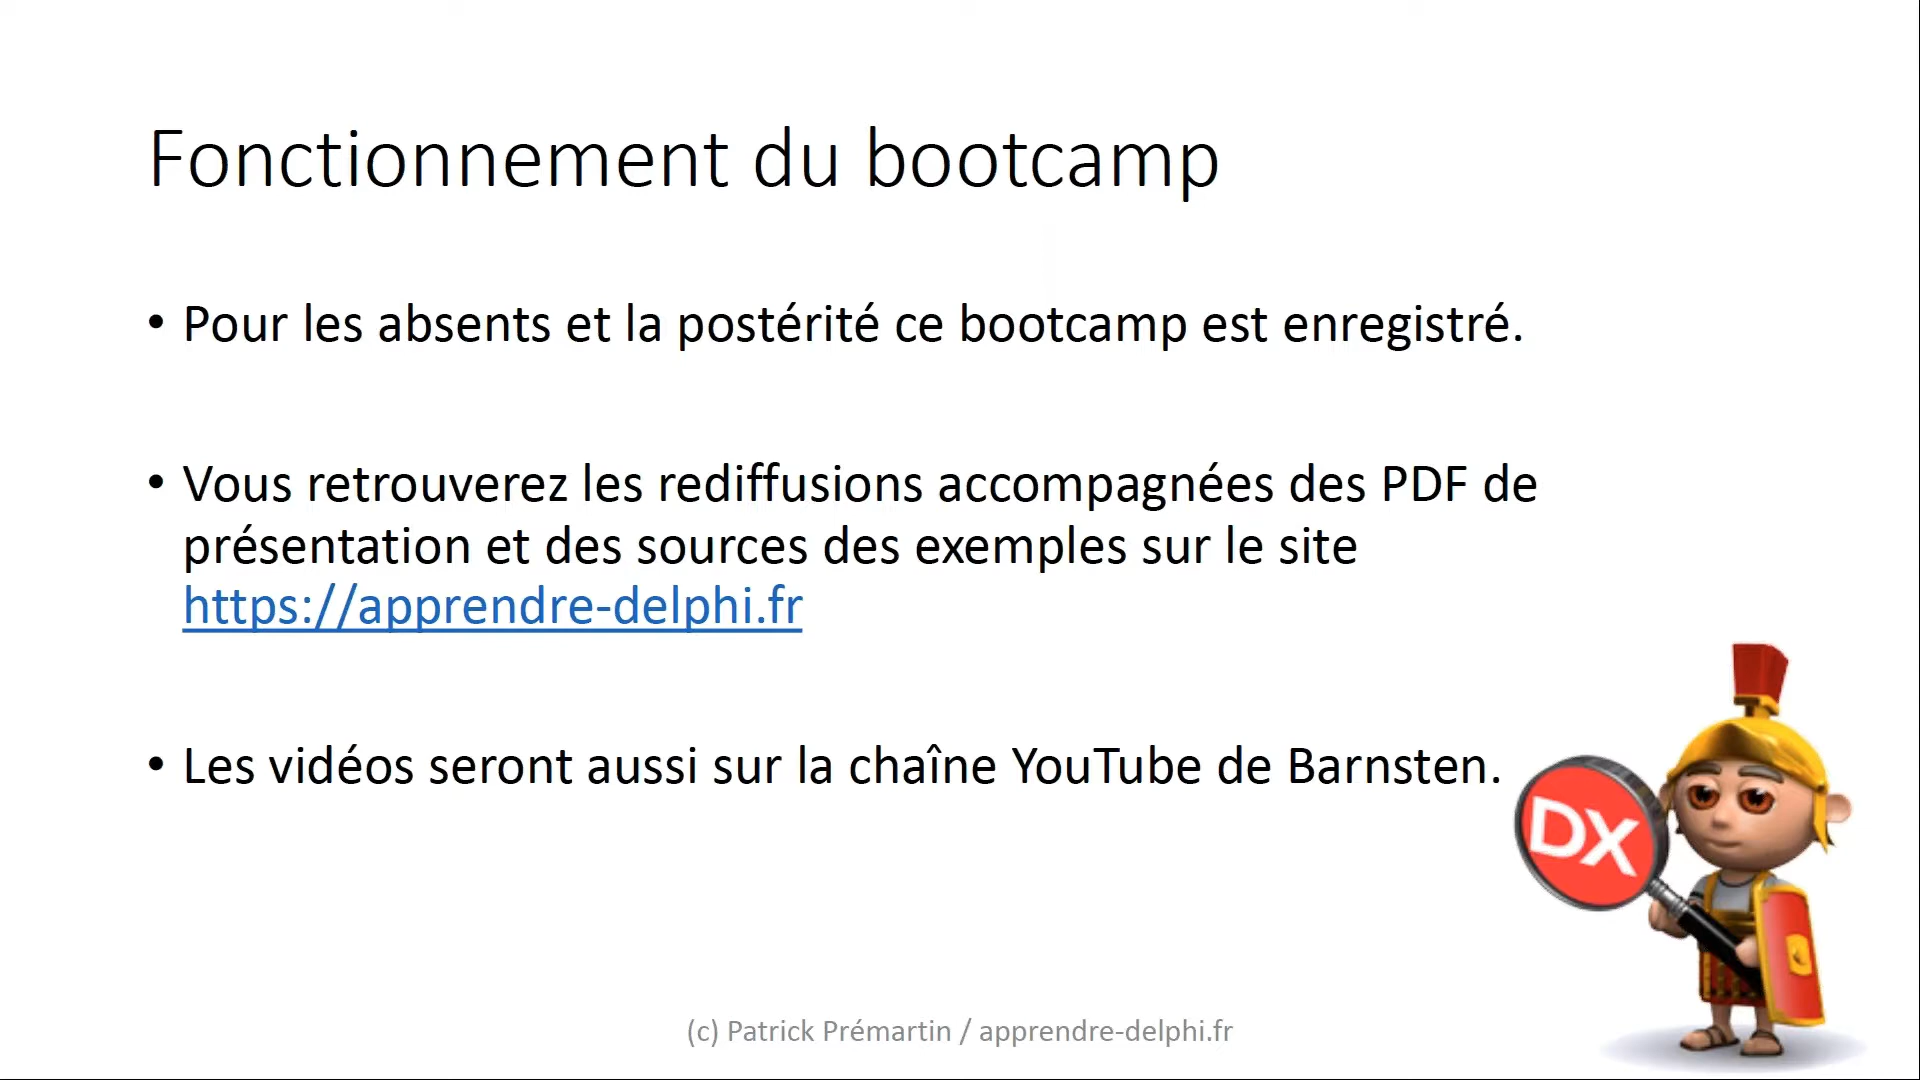 Fonctionnement du bootcamp
• Pour les absents et la postérité ce bootcamp est enregistré.
• Vous retrouverez les rediffusions accompagnées des PDF de
présentation et des sources des exemples sur le site
https://apprendre-delphi.fr
• Les vidéos seront aussi sur la chaîne YouTube de Barnsten.
DX
(c) Patrick Prémartin / apprendre-delphi.fr